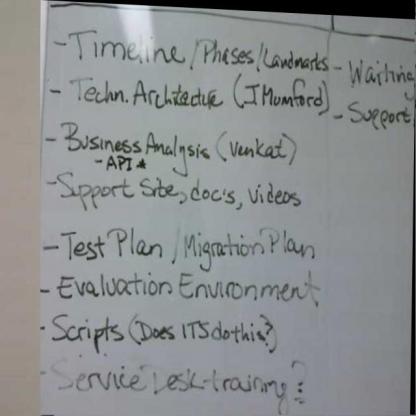 -Timeline/Phases/Landmarks
- Techn. Architecture (J Mumford)
- Business Analysis (Venkat)
- API *
- Support Site, doc's, videos
- Test Plan / Migration Plan
- Evaluation Environment
- Scripts (Does ITS do this?)
- Service Desk-training?
- Waiting
- Support